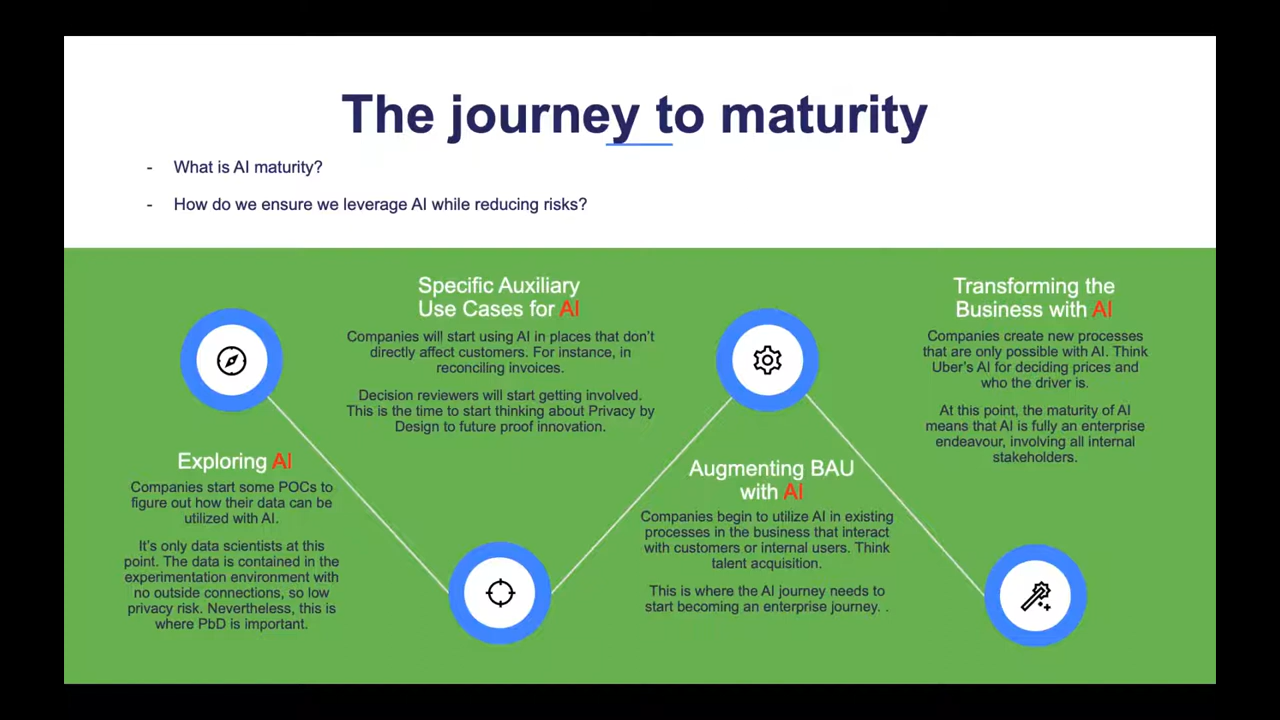 The journey to maturity
- What is AI maturity?
- How do we ensure we leverage AI while reducing risks?
Exploring AI
Companies start some POCs to
figure out how their data can be
utilized with AI.
It's only data scientists at this
point. The data is contained in the
experimentation environment with
no outside connections, so low
privacy risk. Nevertheless, this is
where PbD is important.
Specific Auxiliary
Use Cases for AI
Companies will start using AI in places that don't
directly affect customers. For instance, in
reconciling invoices.
Decision reviewers will start getting involved.
This is the time to start thinking about Privacy by
Design to future proof innovation.
Augmenting BAU
with AI
Companies begin to utilize AI in existing
processes in the business that interact
with customers or internal users. Think
talent acquisition.
This is where the AI journey needs to
start becoming an enterprise journey. .
Transforming the
Business with AI
Companies create new processes
that are only possible with AI. Think
Uber's AI for deciding prices and
who the driver is.
At this point, the maturity of AI
means that AI is fully an enterprise
endeavour, involving all internal
stakeholders.